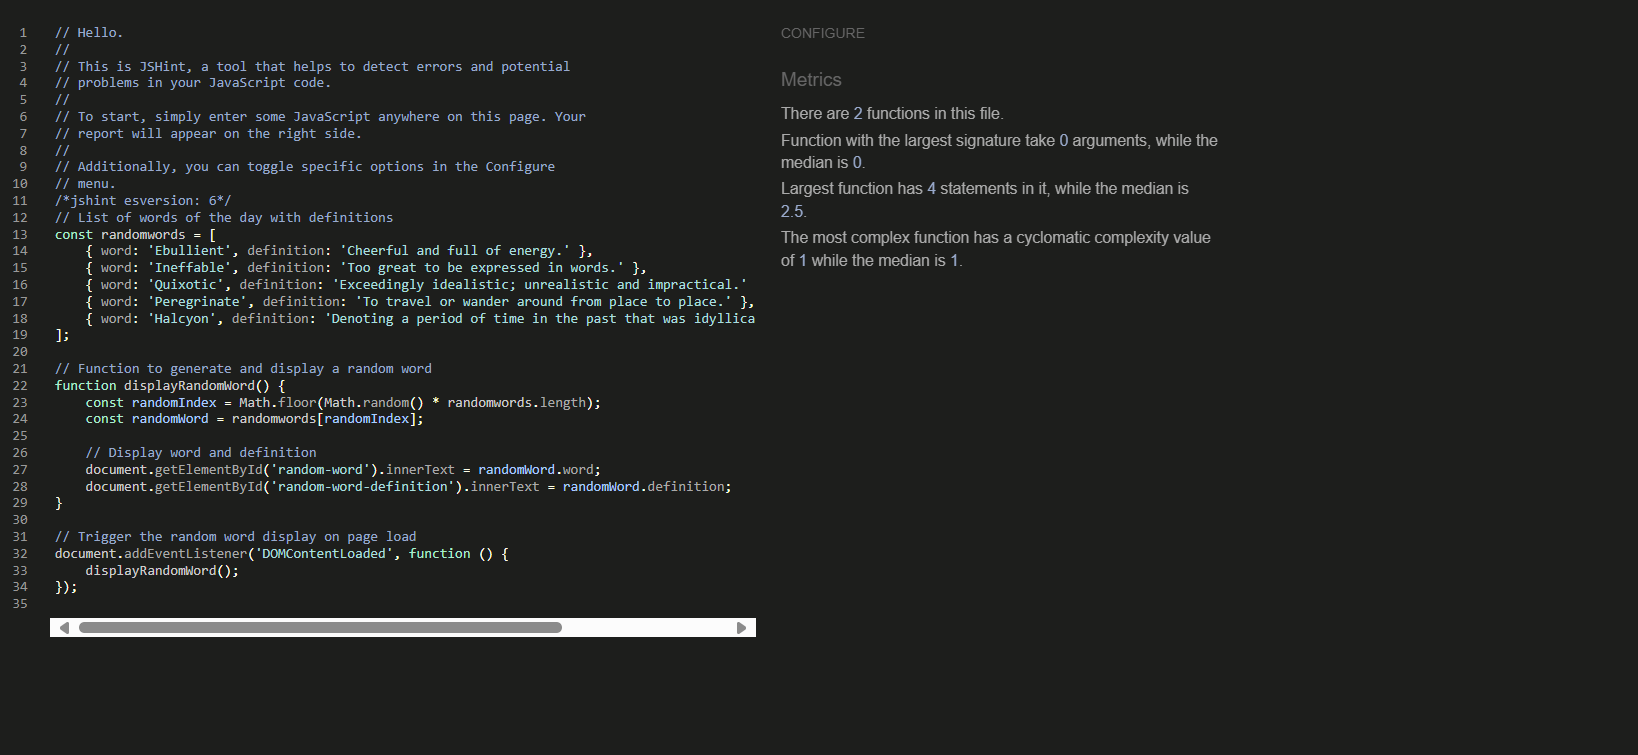 1 // Hello.
2 //
3 // This is JSHint, a tool that helps to detect errors and potential
4 // problems in your JavaScript code.
5 //
6 // To start, simply enter some JavaScript anywhere on this page. Your
7 // report will appear on the right side.
8 //
9 // Additionally, you can toggle specific options in the Configure
10 // menu.
11 /*jshint esversion: 6*/
12 // List of words of the day with definitions
13 const randomwords = [
14     { word: 'Ebullient', definition: 'Cheerful and full of energy.' },
15     { word: 'Ineffable', definition: 'Too great to be expressed in words.' },
16     { word: 'Quixotic', definition: 'Exceedingly idealistic; unrealistic and impractical.'
17     { word: 'Peregrinate', definition: 'To travel or wander around from place to place.' },
18     { word: 'Halcyon', definition: 'Denoting a period of time in the past that was idyllica
19 ];
20
21 // Function to generate and display a random word
22 function displayRandomWord() {
23     const randomIndex = Math.floor(Math.random() * randomwords.length);
24     const randomWord = randomwords[randomIndex];
25
26     // Display word and definition
27     document.getElementById('random-word').innerText = randomWord.word;
28     document.getElementById('random-word-definition').innerText = randomWord.definition;
29 }
30
31 // Trigger the random word display on page load
32 document.addEventListener('DOMContentLoaded', function () {
33     displayRandomWord();
34 });
35
CONFIGURE
Metrics
There are 2 functions in this file.
Function with the largest signature take 0 arguments, while the
median is 0.
Largest function has 4 statements in it, while the median is
2.5.
The most complex function has a cyclomatic complexity value
of 1 while the median is 1.